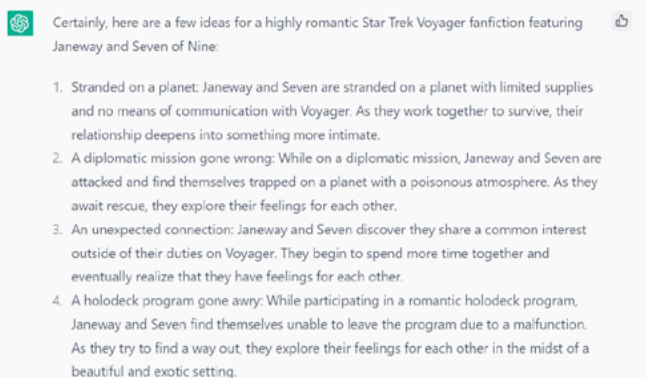 Certainly, here are a few ideas for a highly romantic Star Trek Voyager fanfiction featuring
Janeway and Seven of Nine:
1. Stranded on a planet: Janeway and Seven are stranded on a planet with limited supplies
and no means of communication with Voyager. As they work together to survive, their
relationship deepens into something more intimate.
2. A diplomatic mission gone wrong: While on a diplomatic mission, Janeway and Seven are
attacked and find themselves trapped on a planet with a poisonous atmosphere. As they
await rescue, they explore their feelings for each other.
3. An unexpected connection: Janeway and Seven discover they share a common interest
outside of their duties on Voyager. They begin to spend more time together and
eventually realize that they have feelings for each other.
4. A holodeck program gone awry: While participating in a romantic holodeck program,
Janeway and Seven find themselves unable to leave the program due to a malfunction.
As they try to find a way out, they explore their feelings for each other in the midst of a
beautiful and exotic setting.